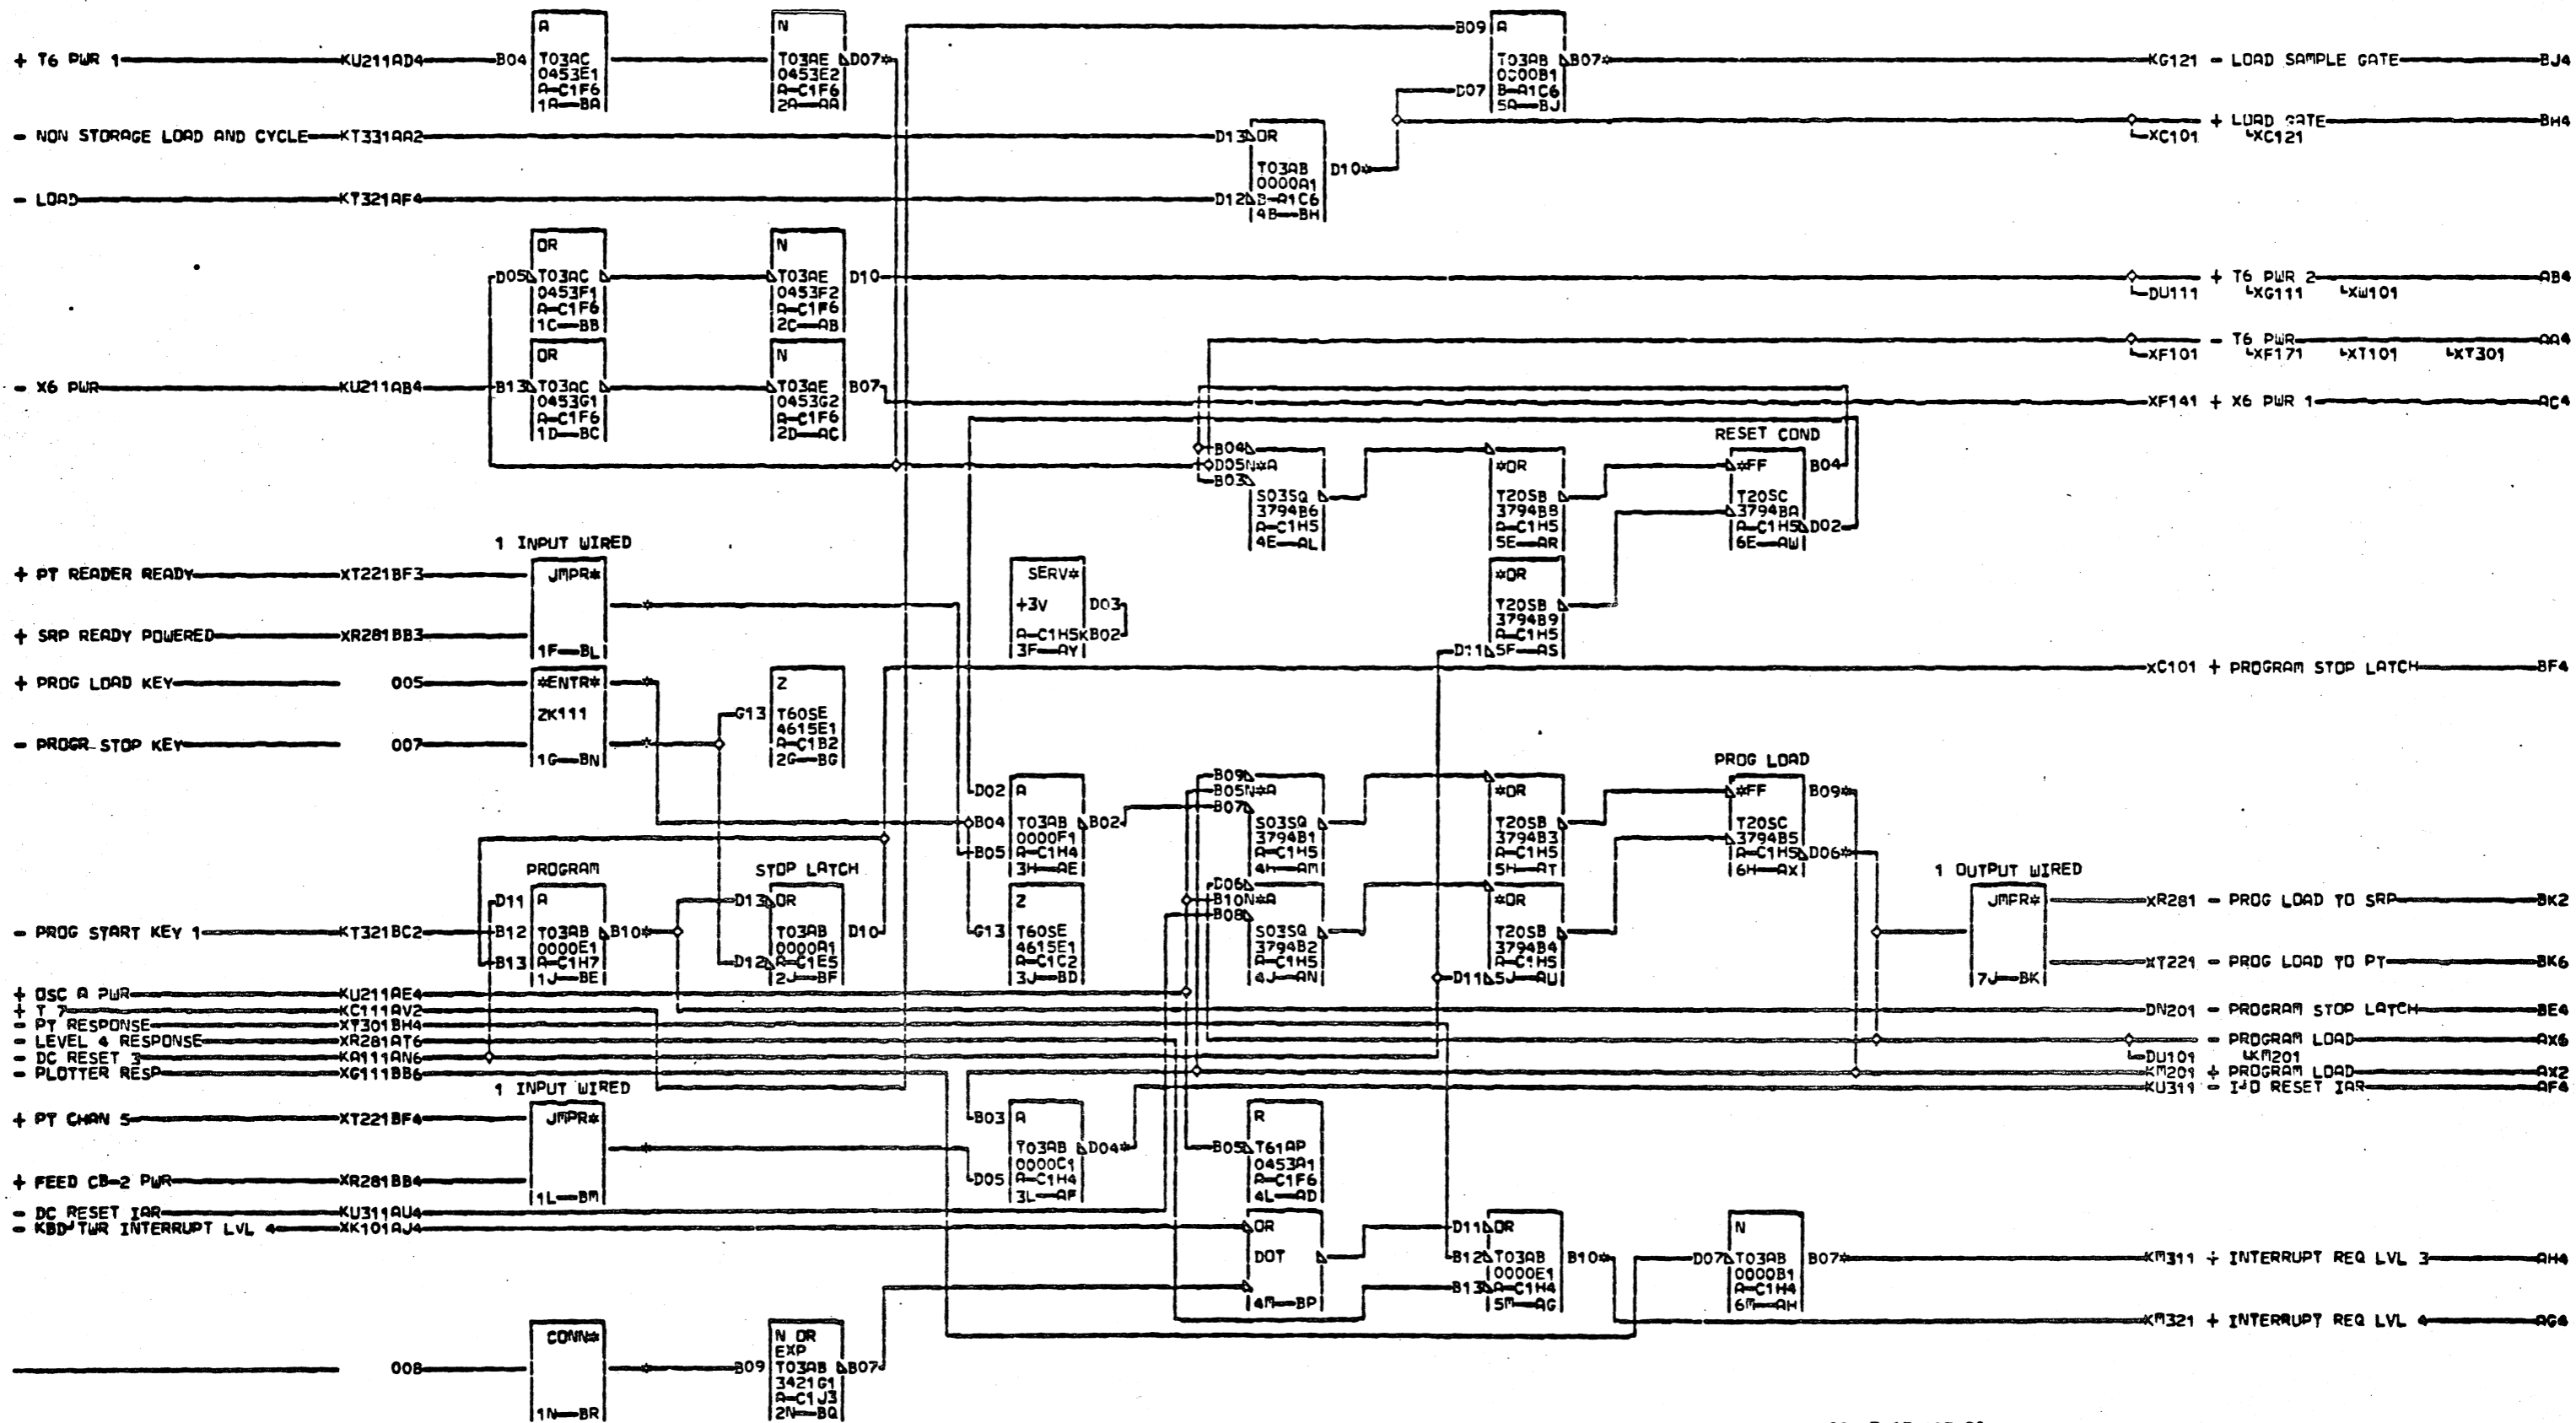 + T6 PWR 1 KU211AD4 B04
A
T03AC
0453E1
A-C1F6
1A—BA
N
T03AE D07*
0453E2
A-C1F6
2A—AA
B09 A
T03AB B07*
0000B1
D07 B-A1C6
5A—BJ
KG121 - LOAD SAMPLE GATE BJ4
+ LOAD GATE BH4
XC101 XC121
- NON STORAGE LOAD AND CYCLE KT331AA2 D13 OR
T03AB D10*
0000A1
- LOAD KT321AF4 D12 B-A1C6
4B—BH
OR
D05 T03AC
0453F1
A-C1F6
1C—BB
N
T03AE D10
0453F2
A-C1F6
2C—AB
+ T6 PWR 2 AB4
DU111 XG111 XW101
- T6 PWR AA4
XF101 XF171 XT101 XT301
OR
- X6 PWR KU211AB4 B13 T03AC
0453G1
A-C1F6
1D—BC
N
T03AE B07
0453G2
A-C1F6
2D—AC
XF141 + X6 PWR 1 AC4
B04
D05 N*A
B03
S03SQ
3794B6
A-C1H5
4E—AL
*OR
T20SB
3794B8
A-C1H5
5E—AR
RESET COND
*FF B04
T20SC
3794BA
A-C1H5 D02
6E—AW
1 INPUT WIRED
+ PT READER READY XT221BF3 JMPR*
+ SRP READY POWERED XR281BB3
1F—BL
SERV*
+3V D03
A-C1H5K B02
3F—AY
*OR
T20SB
3794B9
A-C1H5
D11 5F—AS
XC101 + PROGRAM STOP LATCH BF4
+ PROG LOAD KEY 005 *ENTR*
ZK111
- PROGR STOP KEY 007
1G—BN
Z
G13 T60SE
4615E1
A-C1B2
2G—BG
D02 A
B04 T03AB B02
0000F1
B05 A-C1H4
3H—AE
B09
B05 N*A
B07
S03SQ
3794B1
A-C1H5
4H—AM
*OR
T20SB
3794B3
A-C1H5
5H—AT
PROG LOAD
*FF B09*
T20SC
3794B5
A-C1H5 D06*
6H—AX
PROGRAM
D11 A
- PROG START KEY 1 KT321BC2 B12 T03AB B10*
0000E1
B13 A-C1H7
1J—BE
STOP LATCH
D13 OR
T03AB D10
0000A1
D12 A-C1E5
2J—BF
Z
G13 T60SE
4615E1
A-C1C2
3J—BD
D06
B10 N*A
B08
S03SQ
3794B2
A-C1H5
4J—AN
*OR
T20SB
3794B4
D11 A-C1H5
5J—AU
1 OUTPUT WIRED
JMPR*
7J—BK
XR281 - PROG LOAD TO SRP BK2
XT221 - PROG LOAD TO PT BK6
+ OSC A PWR KU211AE4
+ T 7 KC111AV2
- PT RESPONSE XT301BH4
- LEVEL 4 RESPONSE XR281AT6
- DC RESET 3 KA111AN6
- PLOTTER RESP XG111BB6
DN201 - PROGRAM STOP LATCH BE4
- PROGRAM LOAD AX6
DU101 KM201
KM201 + PROGRAM LOAD AX2
KU311 - I/O RESET IAR AF4
1 INPUT WIRED
+ PT CHAN 5 XT221BF4 JMPR*
+ FEED CB-2 PWR XR281BB4
1L—BM
B03 A
T03AB D04*
0000C1
D05 A-C1H4
3L—AF
R
B05 T61AP
0453A1
A-C1F6
4L—AD
- DC RESET IAR KU311AU4
- KBD/TWR INTERRUPT LVL 4 XK101AJ4
OR
DOT
4M—BP
D11 OR
B12 T03AB B10*
0000E1
B13 A-C1H4
5M—AG
N
D07 T03AB B07*
0000B1
A-C1H4
6M—AH
KM311 + INTERRUPT REQ LVL 3 AH4
KM321 + INTERRUPT REQ LVL 4 AG4
008 CONN*
1N—BR
N OR
EXP
B09 T03AB B07
3421G1
A-C1J3
2N—BQ